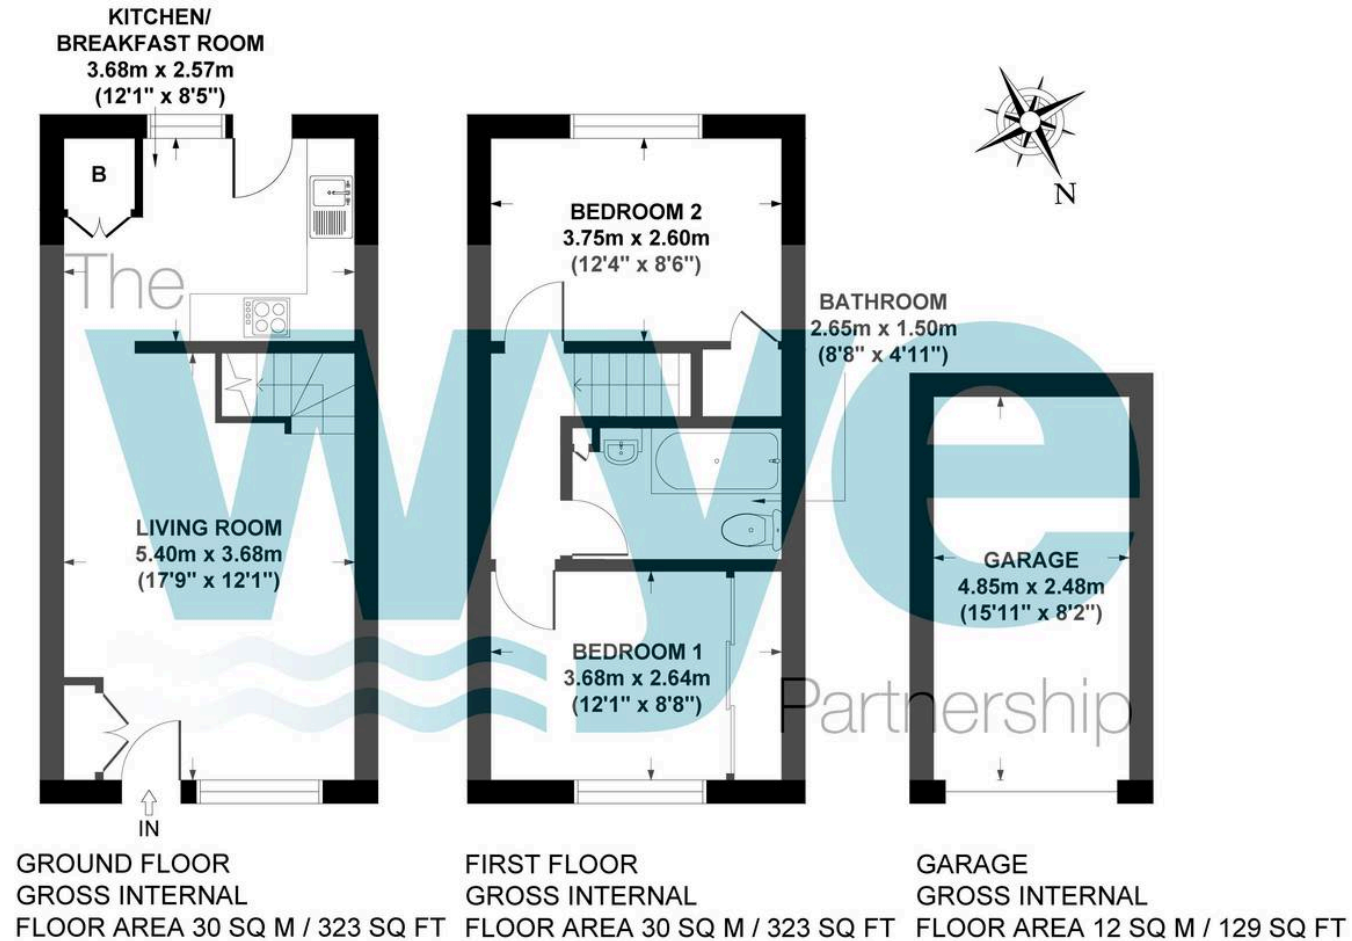 KITCHEN/
BREAKFAST ROOM
3.68m x 2.57m
(12'1" x 8'5")
B
N
BEDROOM 2
3.75m x 2.60m
(12'4" x 8'6")
The
wye
Partnership
BATHROOM
2.65m x 1.50m
(8'8" x 4'11")
LIVING ROOM
5.40m x 3.68m
(17'9" x 12'1")
GARAGE
4.85m x 2.48m
(15'11" x 8'2")
BEDROOM 1
3.68m x 2.64m
(12'1" x 8'8")
IN
GROUND FLOOR
GROSS INTERNAL
FLOOR AREA 30 SQ M / 323 SQ FT
FIRST FLOOR
GROSS INTERNAL
FLOOR AREA 30 SQ M / 323 SQ FT
GARAGE
GROSS INTERNAL
FLOOR AREA 12 SQ M / 129 SQ FT